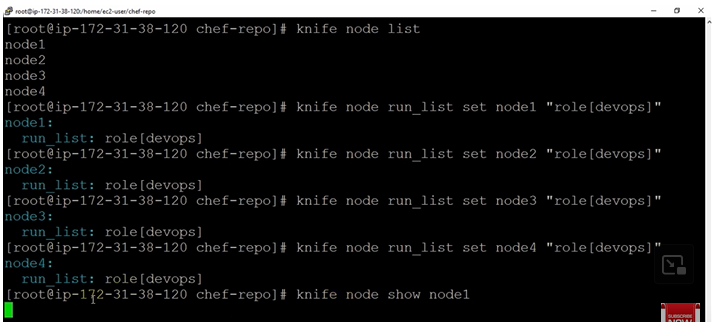 root@ip-172-31-38-120:/home/ec2-user/chef-repo
[root@ip-172-31-38-120 chef-repo]# knife node list
node1
node2
node3
node4
[root@ip-172-31-38-120 chef-repo]# knife node run_list set node1 "role[devops]"
node1:
  run_list: role[devops]
[root@ip-172-31-38-120 chef-repo]# knife node run_list set node2 "role[devops]"
node2:
  run_list: role[devops]
[root@ip-172-31-38-120 chef-repo]# knife node run_list set node3 "role[devops]"
node3:
  run_list: role[devops]
[root@ip-172-31-38-120 chef-repo]# knife node run_list set node4 "role[devops]"
node4:
  run_list: role[devops]
[root@ip-172-31-38-120 chef-repo]# knife node show node1
SUBSCRIBE
NOW